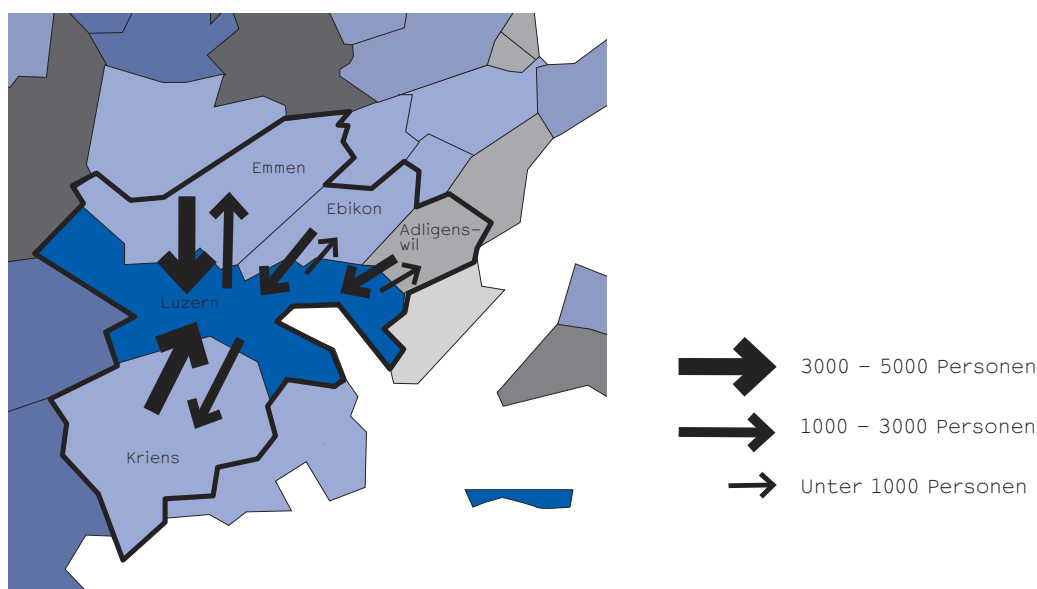 Emmen
Ebikon
Adligens-
wil
Luzern
Kriens
3000 – 5000 Personen
1000 – 3000 Personen
Unter 1000 Personen